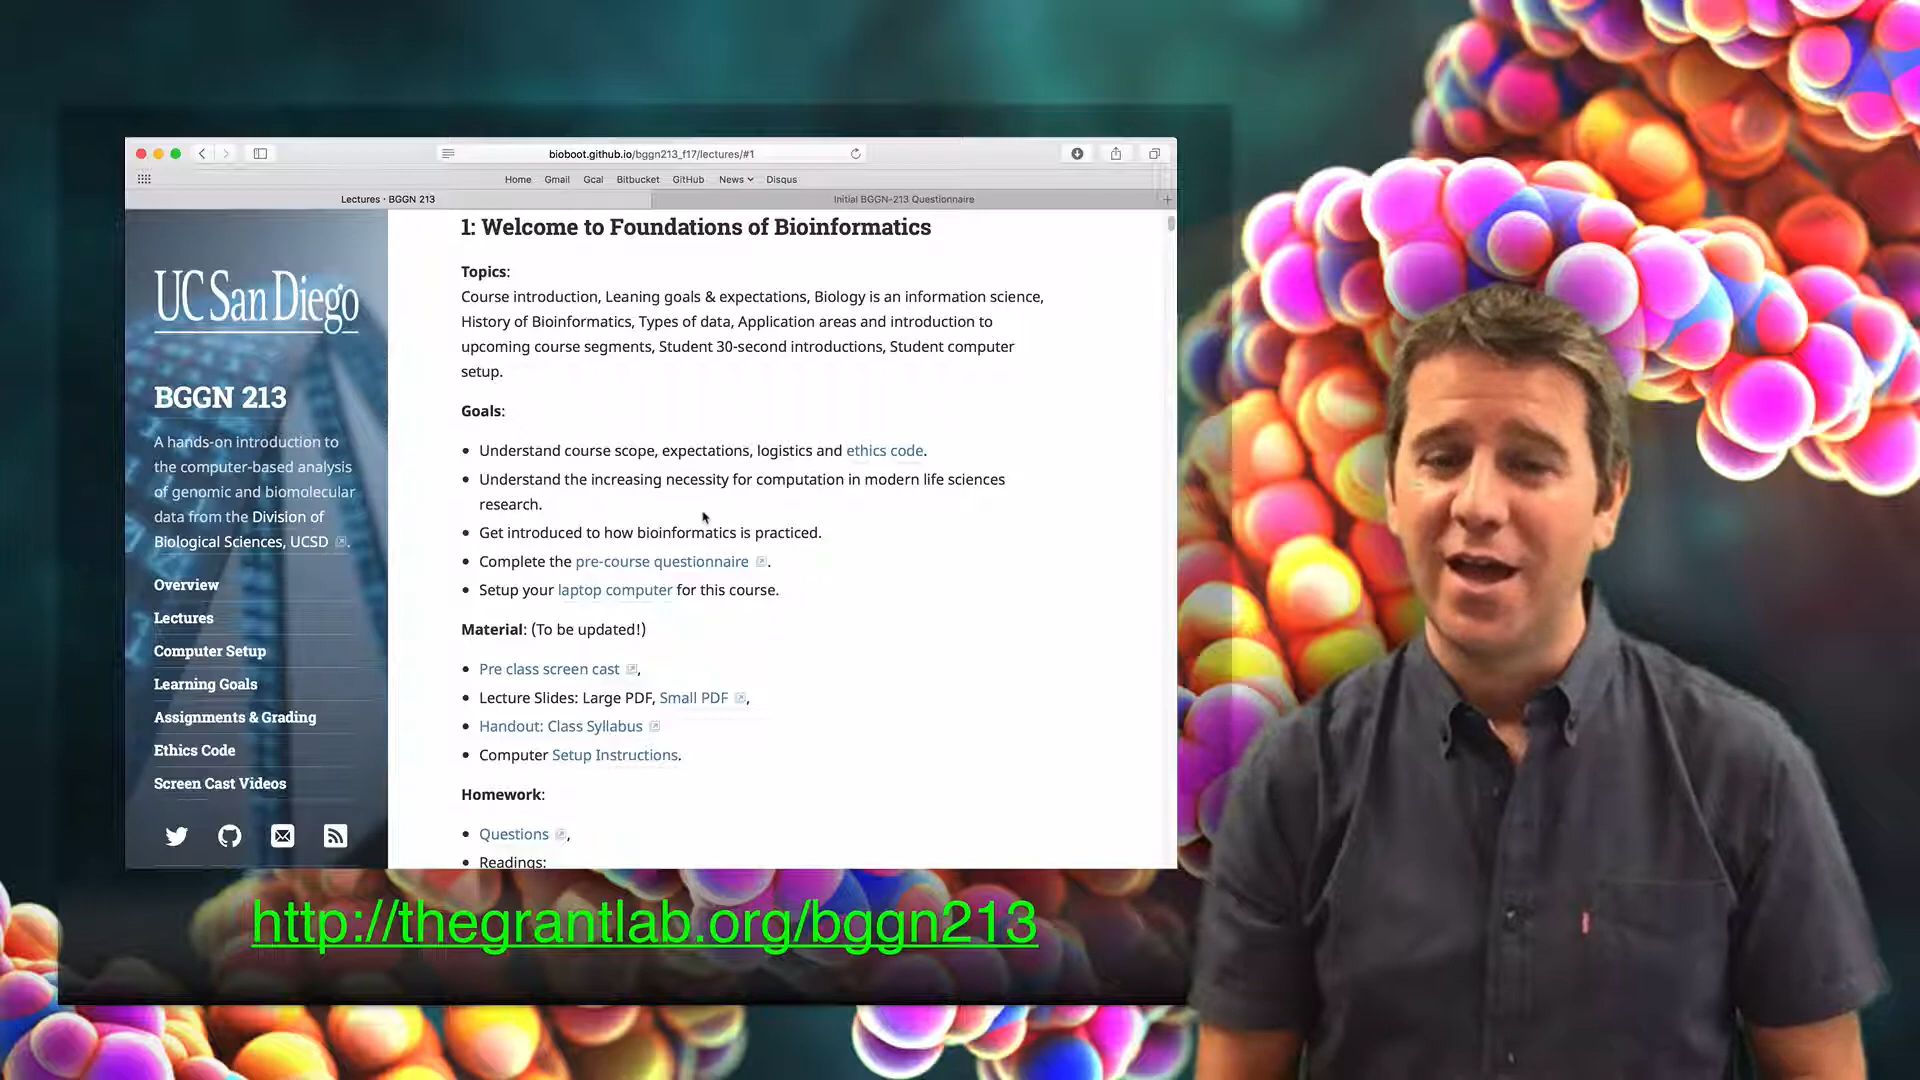 bioboot.github.io/bggn213_f17/lectures/#1
Home Gmail Gcal Bitbucket GitHub News Disqus
Lectures · BGGN 213
Initial BGGN-213 Questionnaire
UC San Diego
BGGN 213
A hands-on introduction to
the computer-based analysis
of genomic and biomolecular
data from the Division of
Biological Sciences, UCSD .
Overview
Lectures
Computer Setup
Learning Goals
Assignments & Grading
Ethics Code
Screen Cast Videos
1: Welcome to Foundations of Bioinformatics
Topics:
Course introduction, Leaning goals & expectations, Biology is an information science,
History of Bioinformatics, Types of data, Application areas and introduction to
upcoming course segments, Student 30-second introductions, Student computer
setup.
Goals:
• Understand course scope, expectations, logistics and ethics code.
• Understand the increasing necessity for computation in modern life sciences
research.
• Get introduced to how bioinformatics is practiced.
• Complete the pre-course questionnaire .
• Setup your laptop computer for this course.
Material: (To be updated!)
• Pre class screen cast ,
• Lecture Slides: Large PDF, Small PDF ,
• Handout: Class Syllabus
• Computer Setup Instructions.
Homework:
• Questions ,
• Readings:
http://thegrantlab.org/bggn213